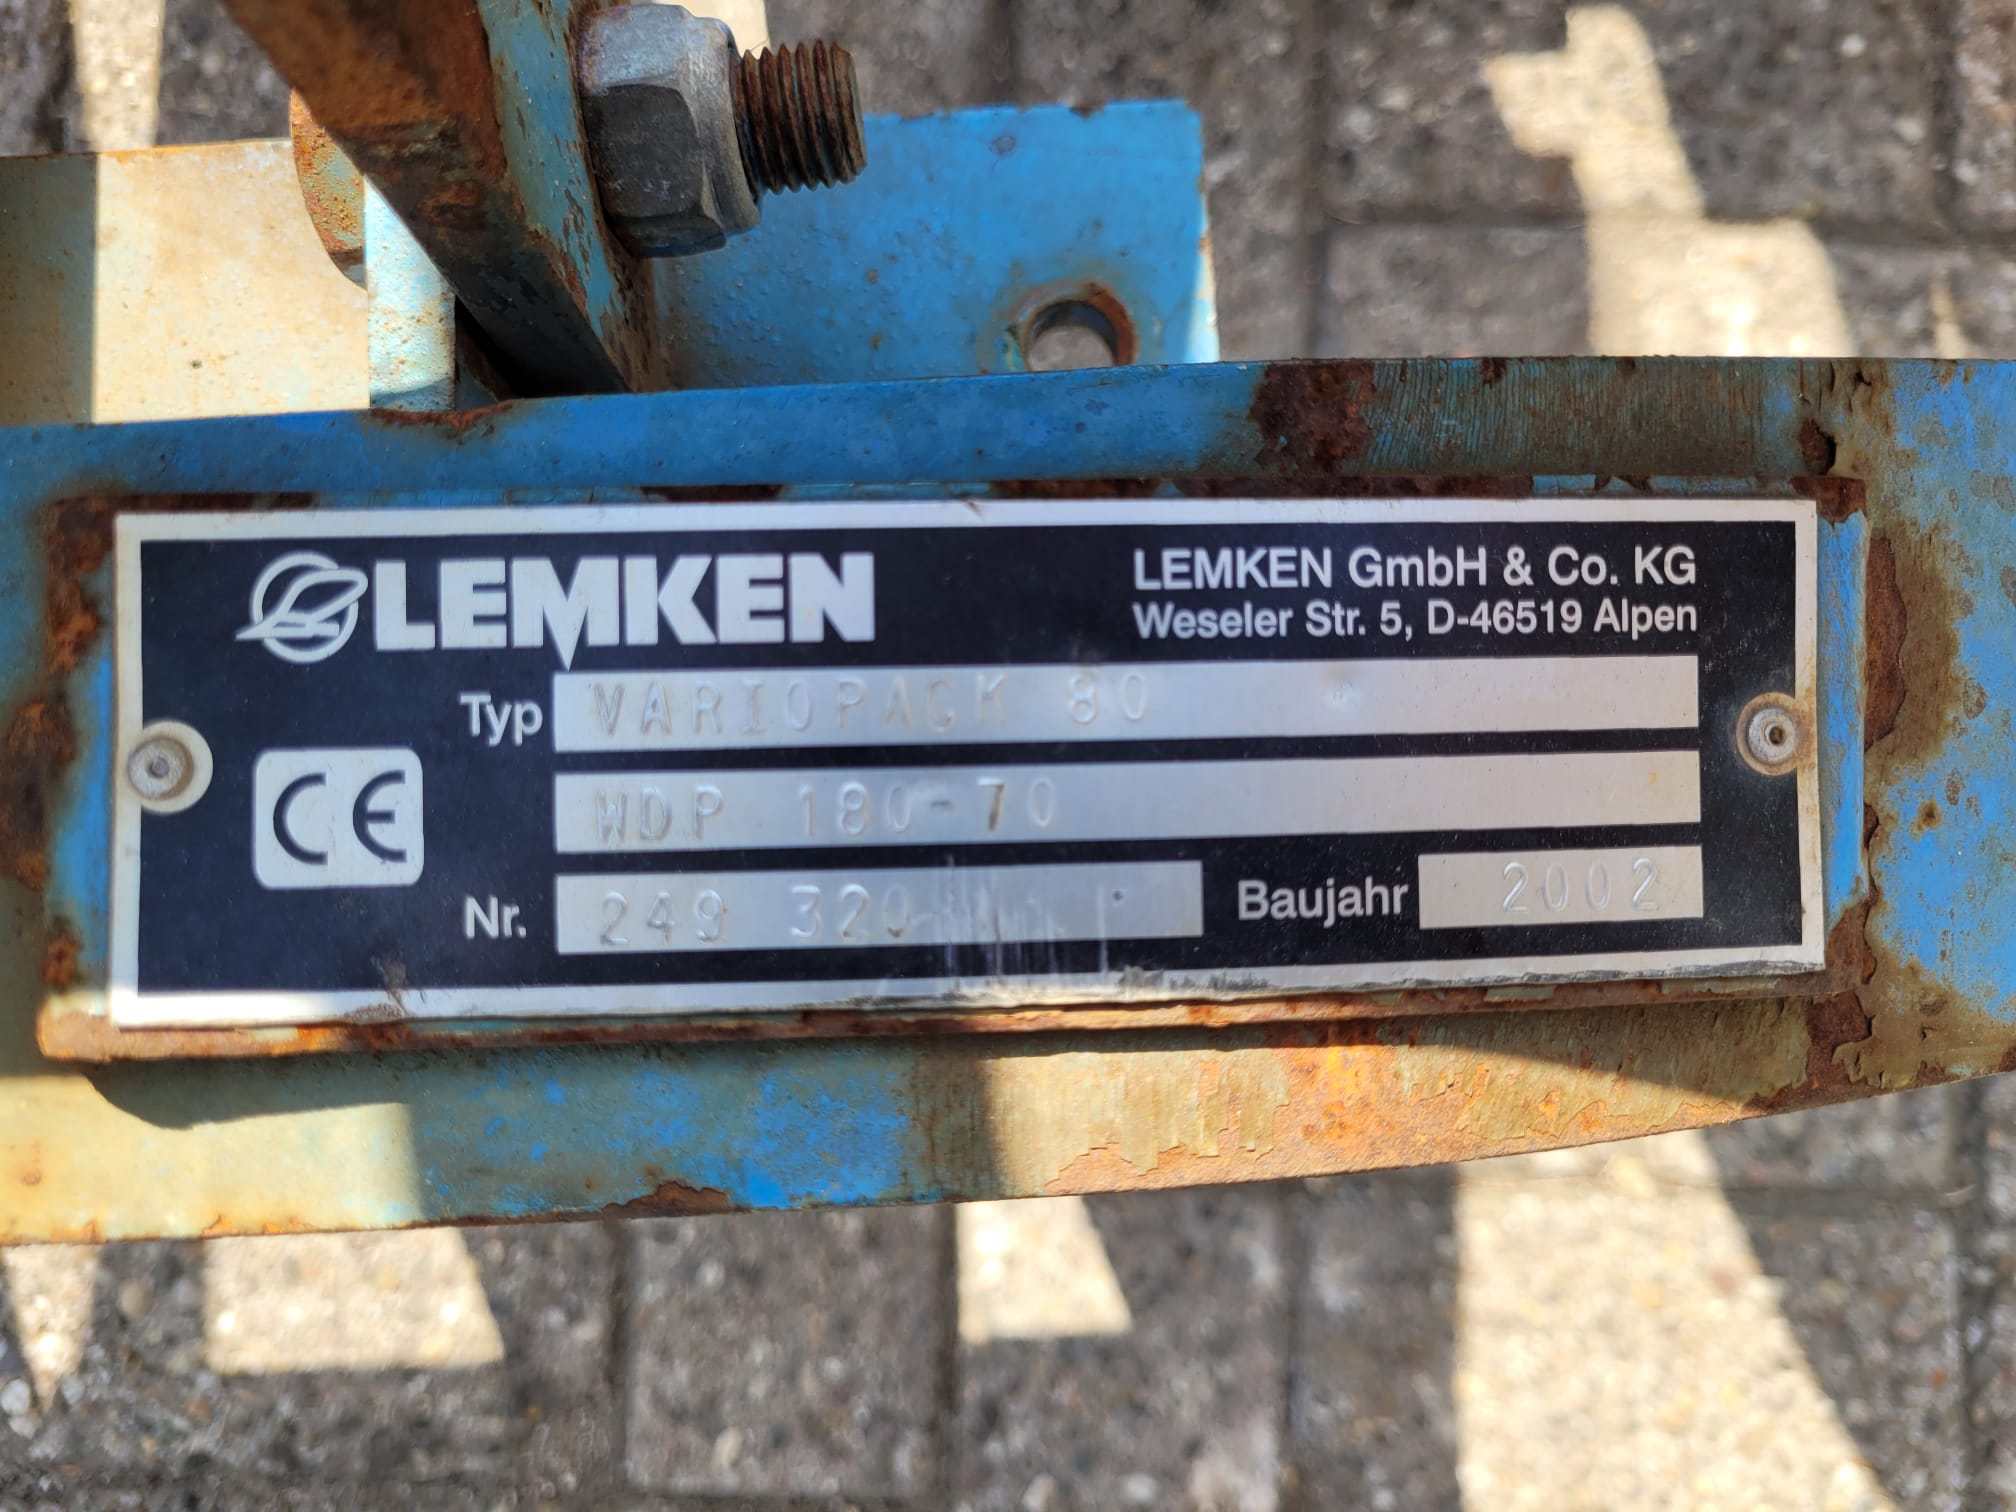 LEMKEN
LEMKEN GmbH & Co. KG
Weseler Str. 5, D-46519 Alpen
Typ VARIOPACK 80
CE
WDP 180-70
Nr. 249 320
Baujahr 2002